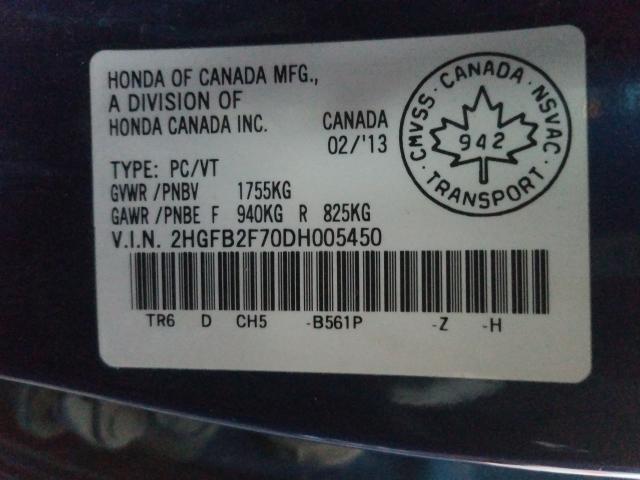 HONDA OF CANADA MFG.,
A DIVISION OF
HONDA CANADA INC.
CANADA
02/'13
TYPE: PC/VT
GVWR /PNBV 1755KG
GAWR /PNBE F 940KG R 825KG
V.I.N. 2HGFB2F70DH005450
TR6 D CH5 -B561P -Z -H
CMVSS · CANADA · NSVAC · TRANSPORT ·
942